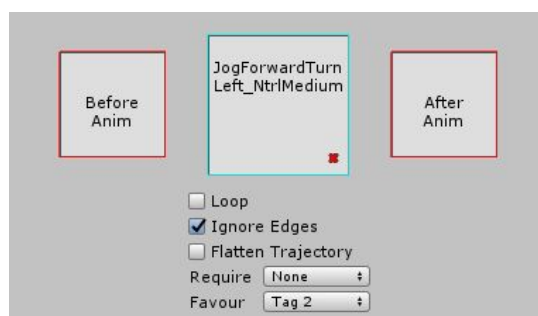 Before
Anim
JogForwardTurn
Left_NtrlMedium
After
Anim
Loop
Ignore Edges
Flatten Trajectory
Require None
Favour Tag 2